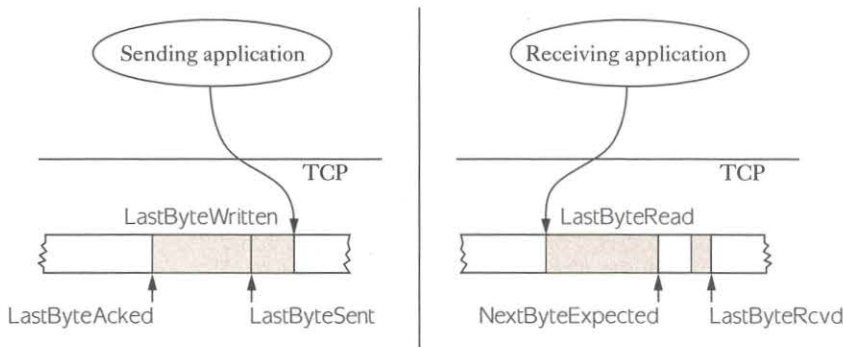 Sending application
TCP
LastByteWritten
LastByteAcked
LastByteSent
Receiving application
TCP
LastByteRead
NextByteExpected
LastByteRcvd